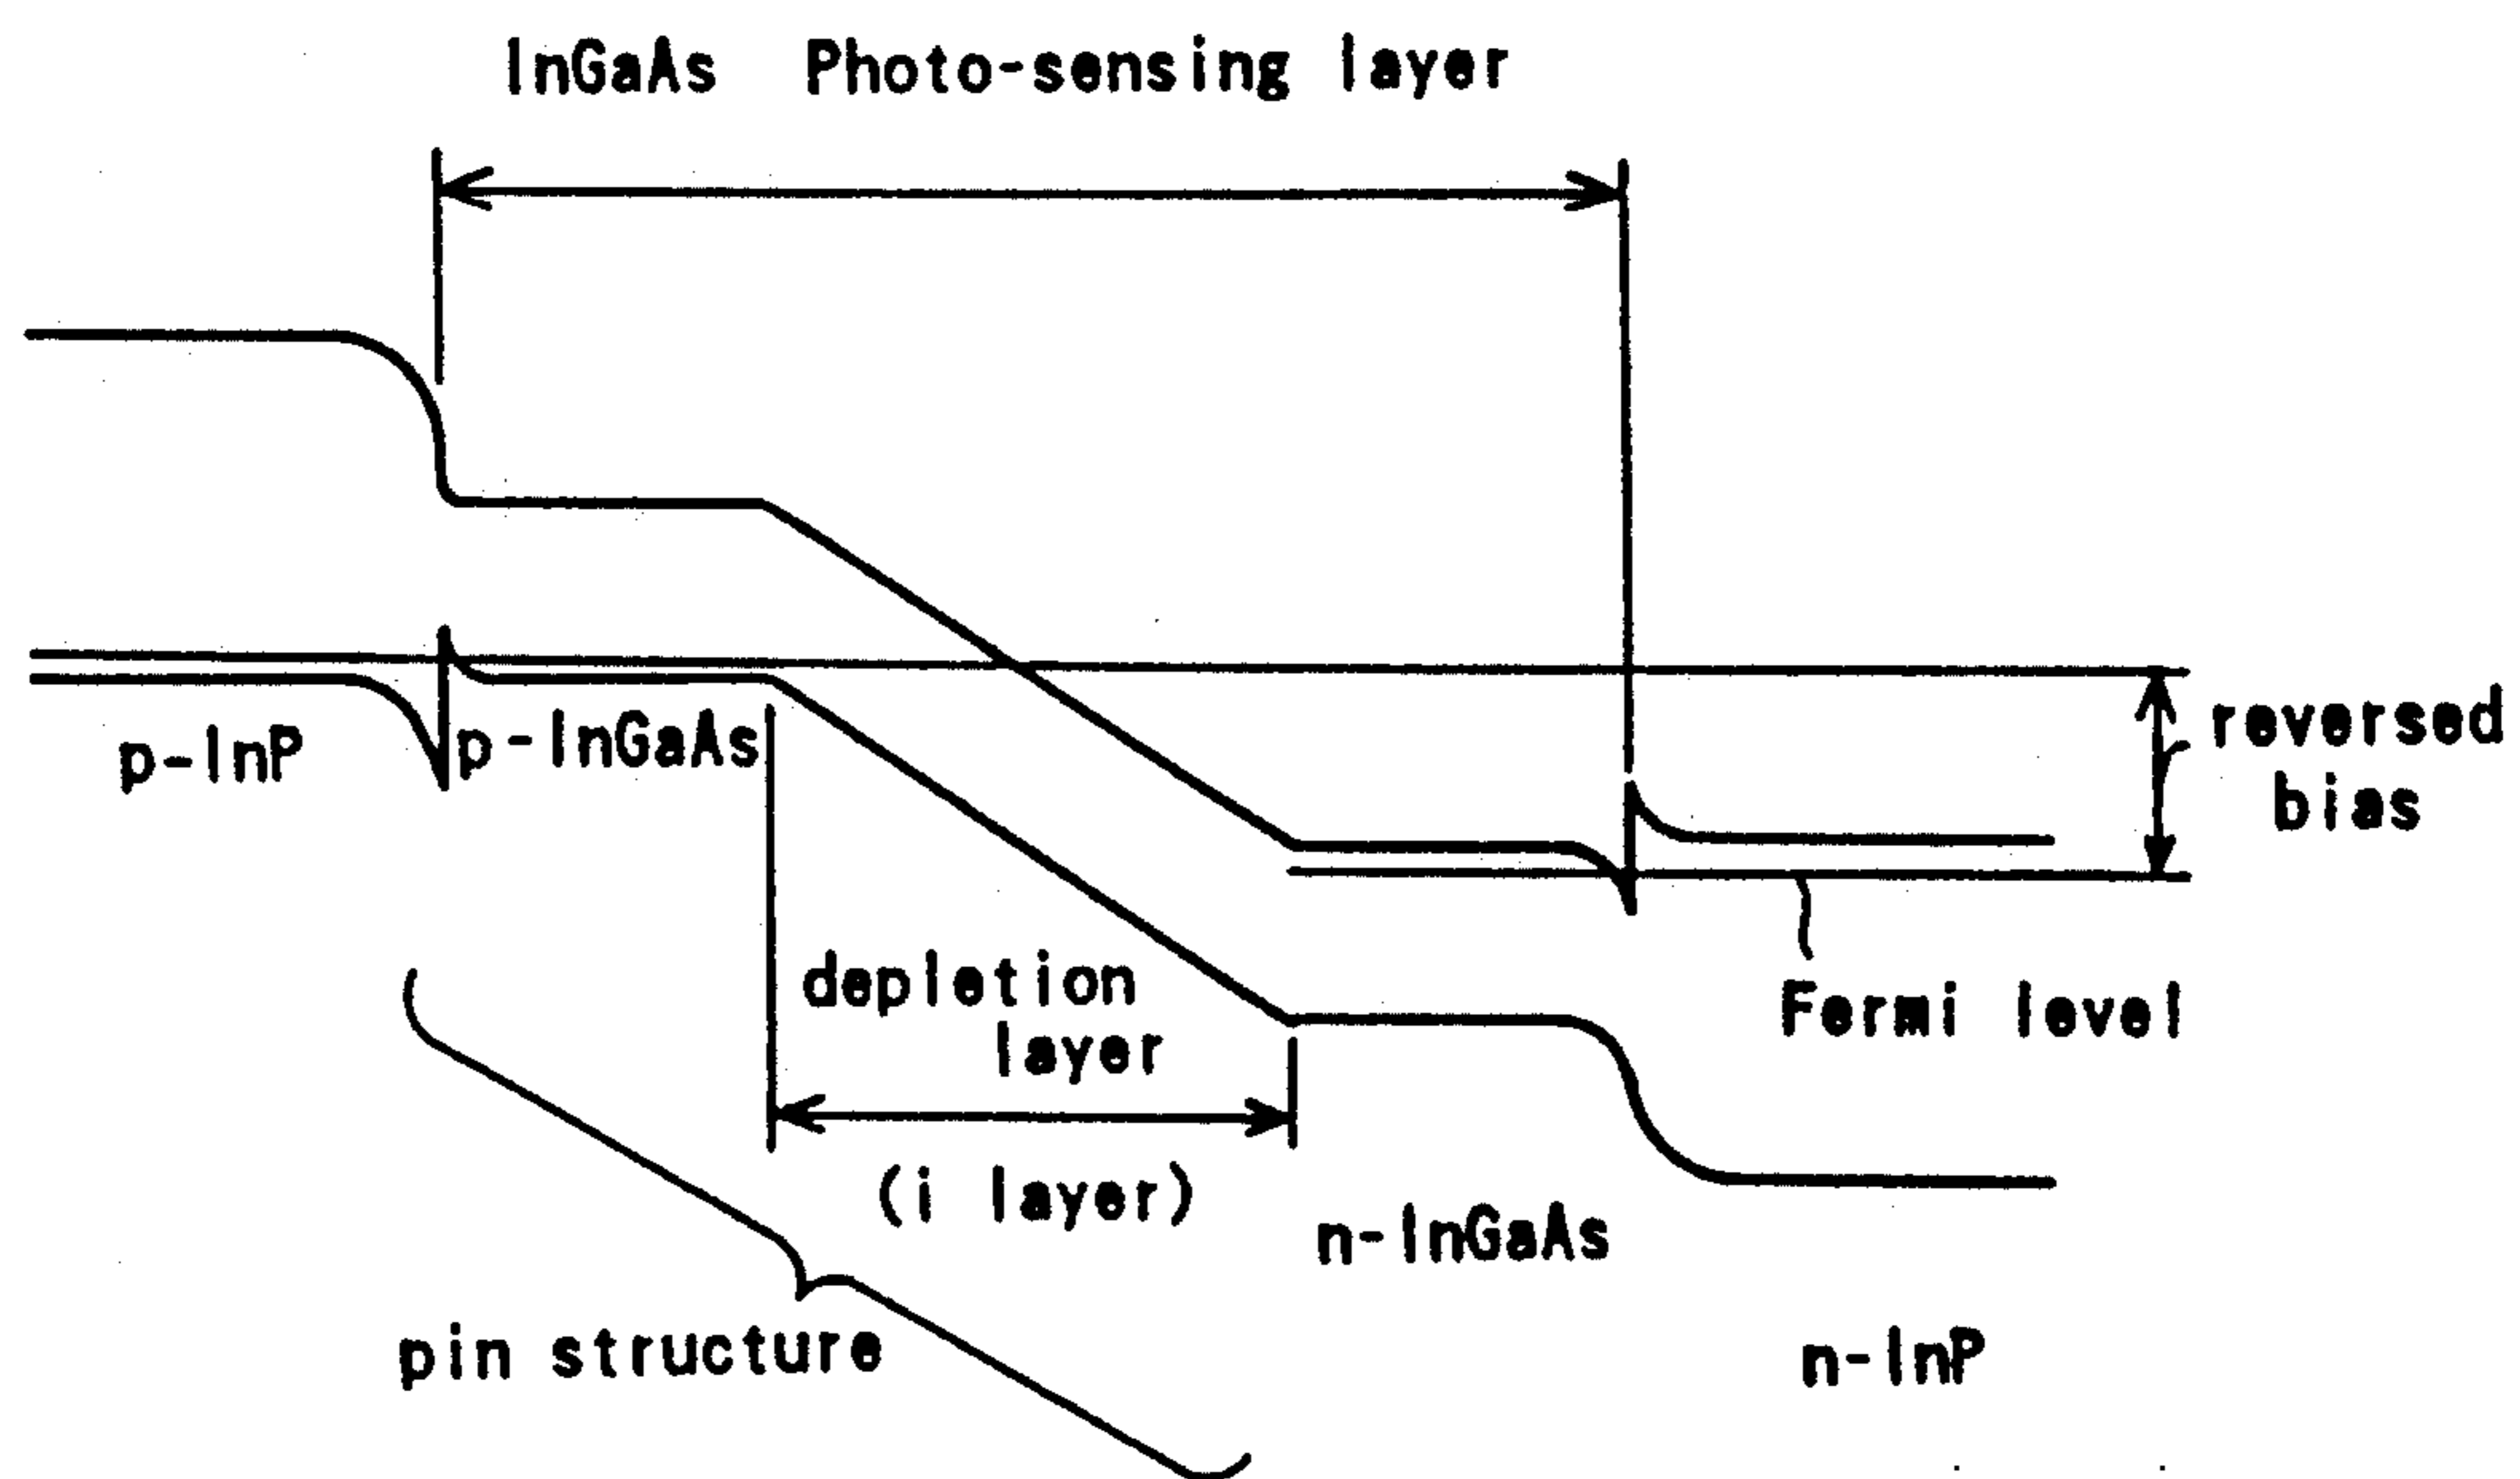 InGaAs Photo-sensing layer
p-InP
p-InGaAs
reversed
bias
depletion
layer
(i layer)
Fermi level
n-InGaAs
pin structure
n-InP